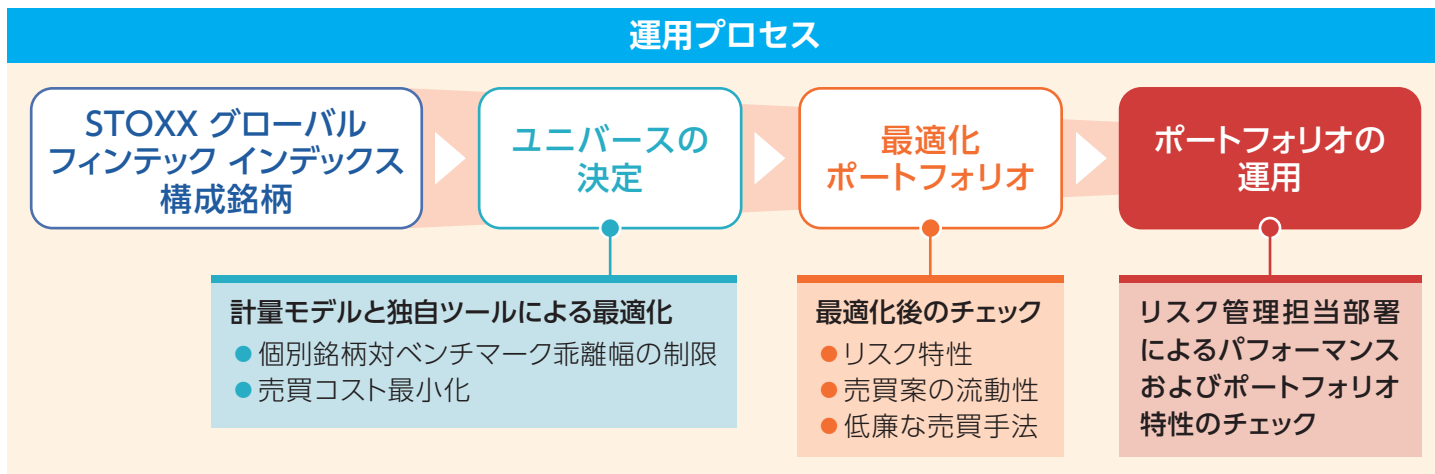 運用プロセス
STOXX グローバル
フィンテック インデックス
構成銘柄
ユニバースの
決定
最適化
ポートフォリオ
ポートフォリオの
運用
計量モデルと独自ツールによる最適化
●個別銘柄対ベンチマーク乖離幅の制限
●売買コスト最小化
最適化後のチェック
●リスク特性
●売買案の流動性
●低廉な売買手法
リスク管理担当部署
によるパフォーマンス
およびポートフォリオ
特性のチェック